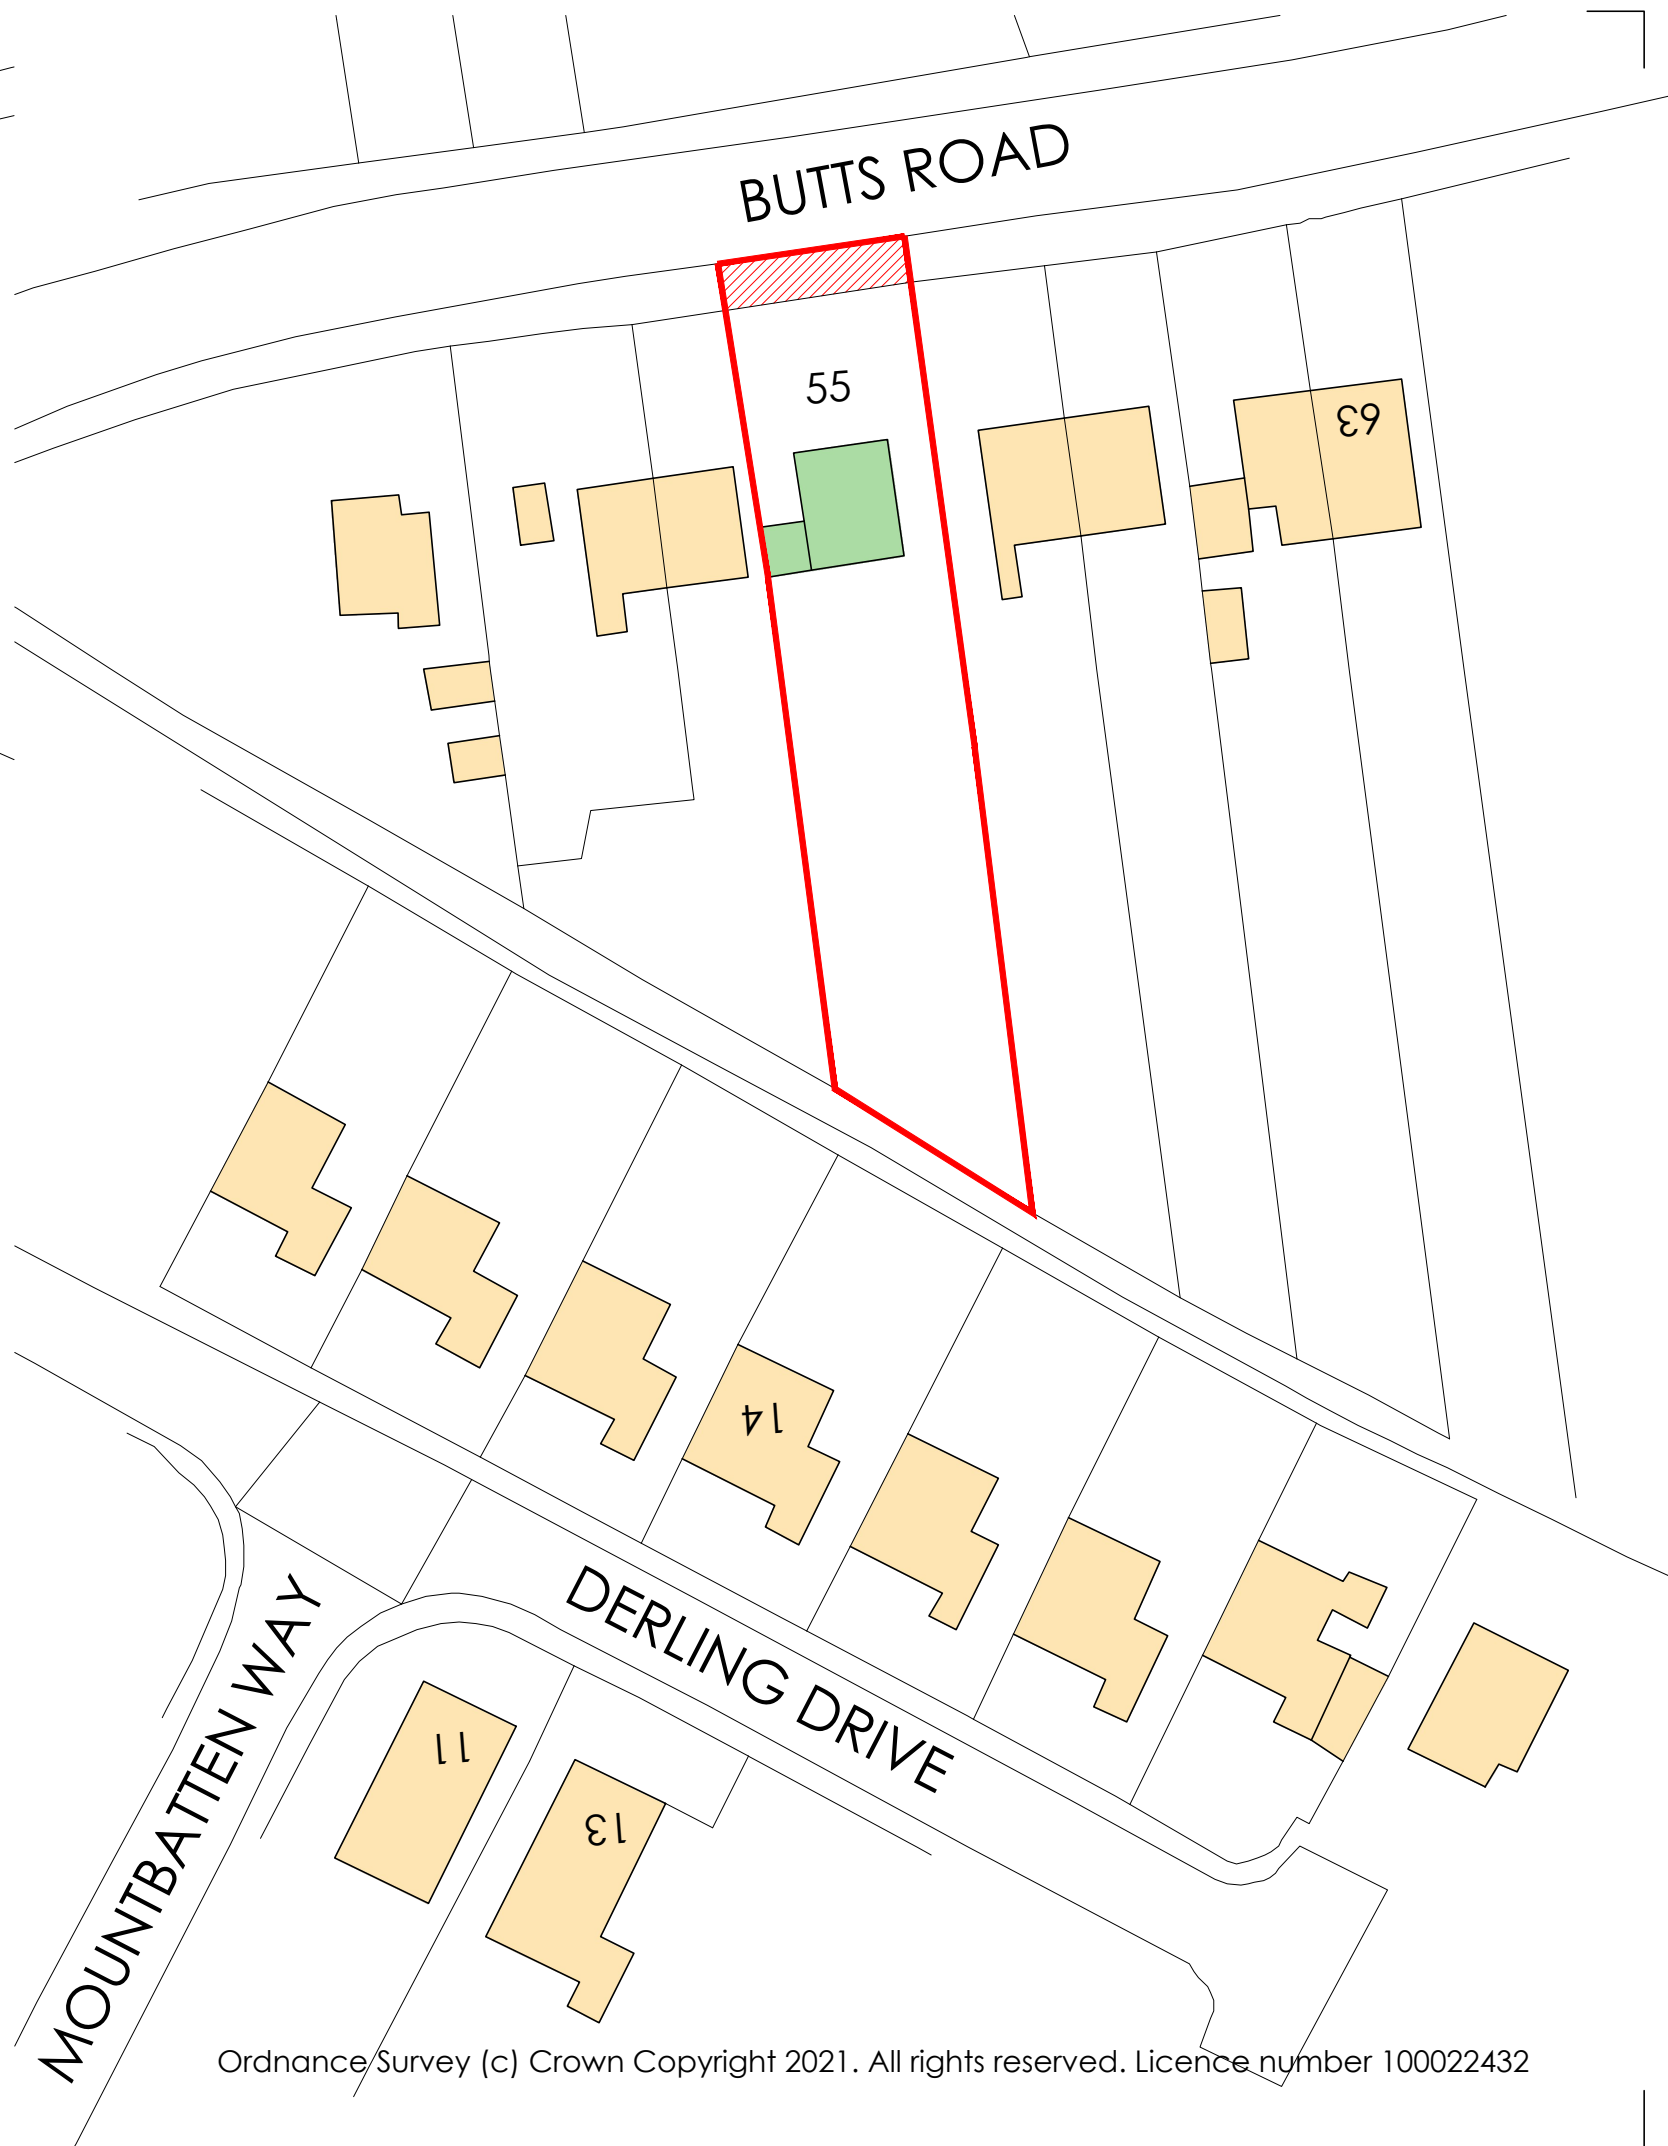 BUTTS ROAD
55
63
14
DERLING DRIVE
MOUNTBATTEN WAY
11
13
Ordnance Survey (c) Crown Copyright 2021. All rights reserved. Licence number 100022432